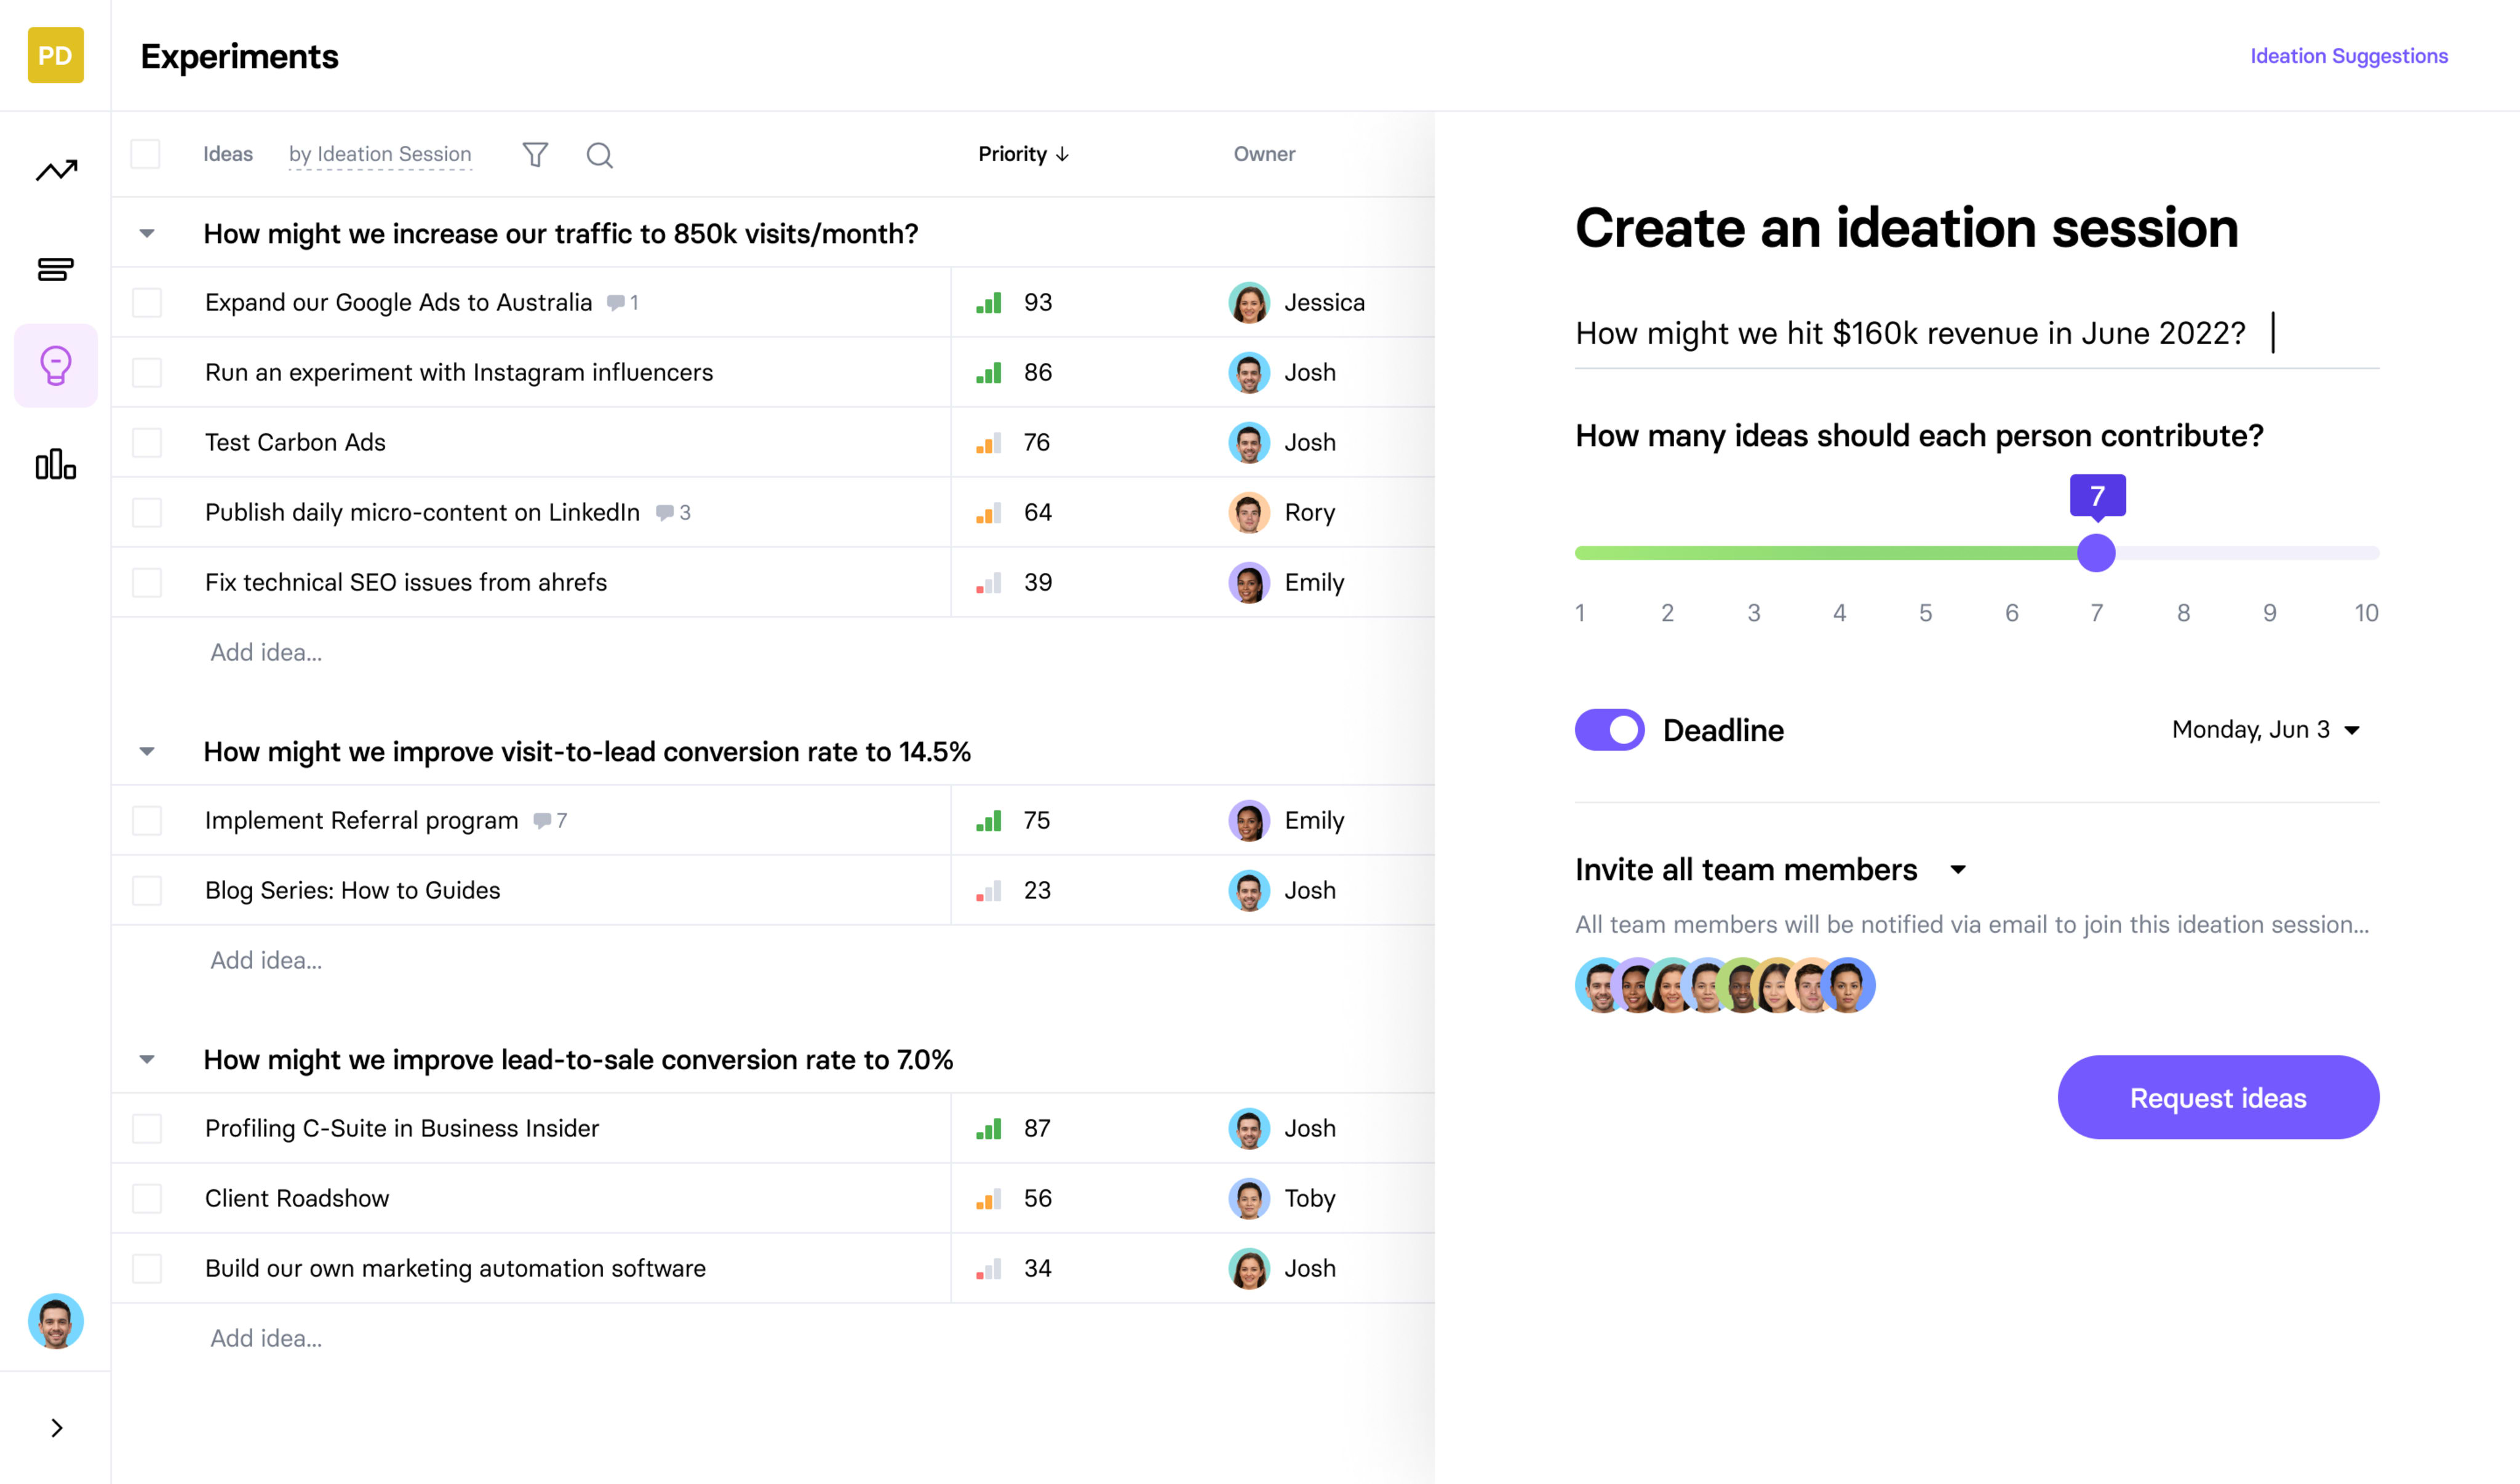 PD
Experiments
Ideation Suggestions
Ideas by Ideation Session Priority ↓ Owner
How might we increase our traffic to 850k visits/month?
Expand our Google Ads to Australia 1 93 Jessica
Run an experiment with Instagram influencers 86 Josh
Test Carbon Ads 76 Josh
Publish daily micro-content on LinkedIn 3 64 Rory
Fix technical SEO issues from ahrefs 39 Emily
Add idea...
How might we improve visit-to-lead conversion rate to 14.5%
Implement Referral program 7 75 Emily
Blog Series: How to Guides 23 Josh
Add idea...
How might we improve lead-to-sale conversion rate to 7.0%
Profiling C-Suite in Business Insider 87 Josh
Client Roadshow 56 Toby
Build our own marketing automation software 34 Josh
Add idea...
Create an ideation session
How might we hit $160k revenue in June 2022?
How many ideas should each person contribute?
7
1 2 3 4 5 6 7 8 9 10
Deadline Monday, Jun 3
Invite all team members
All team members will be notified via email to join this ideation session...
Request ideas